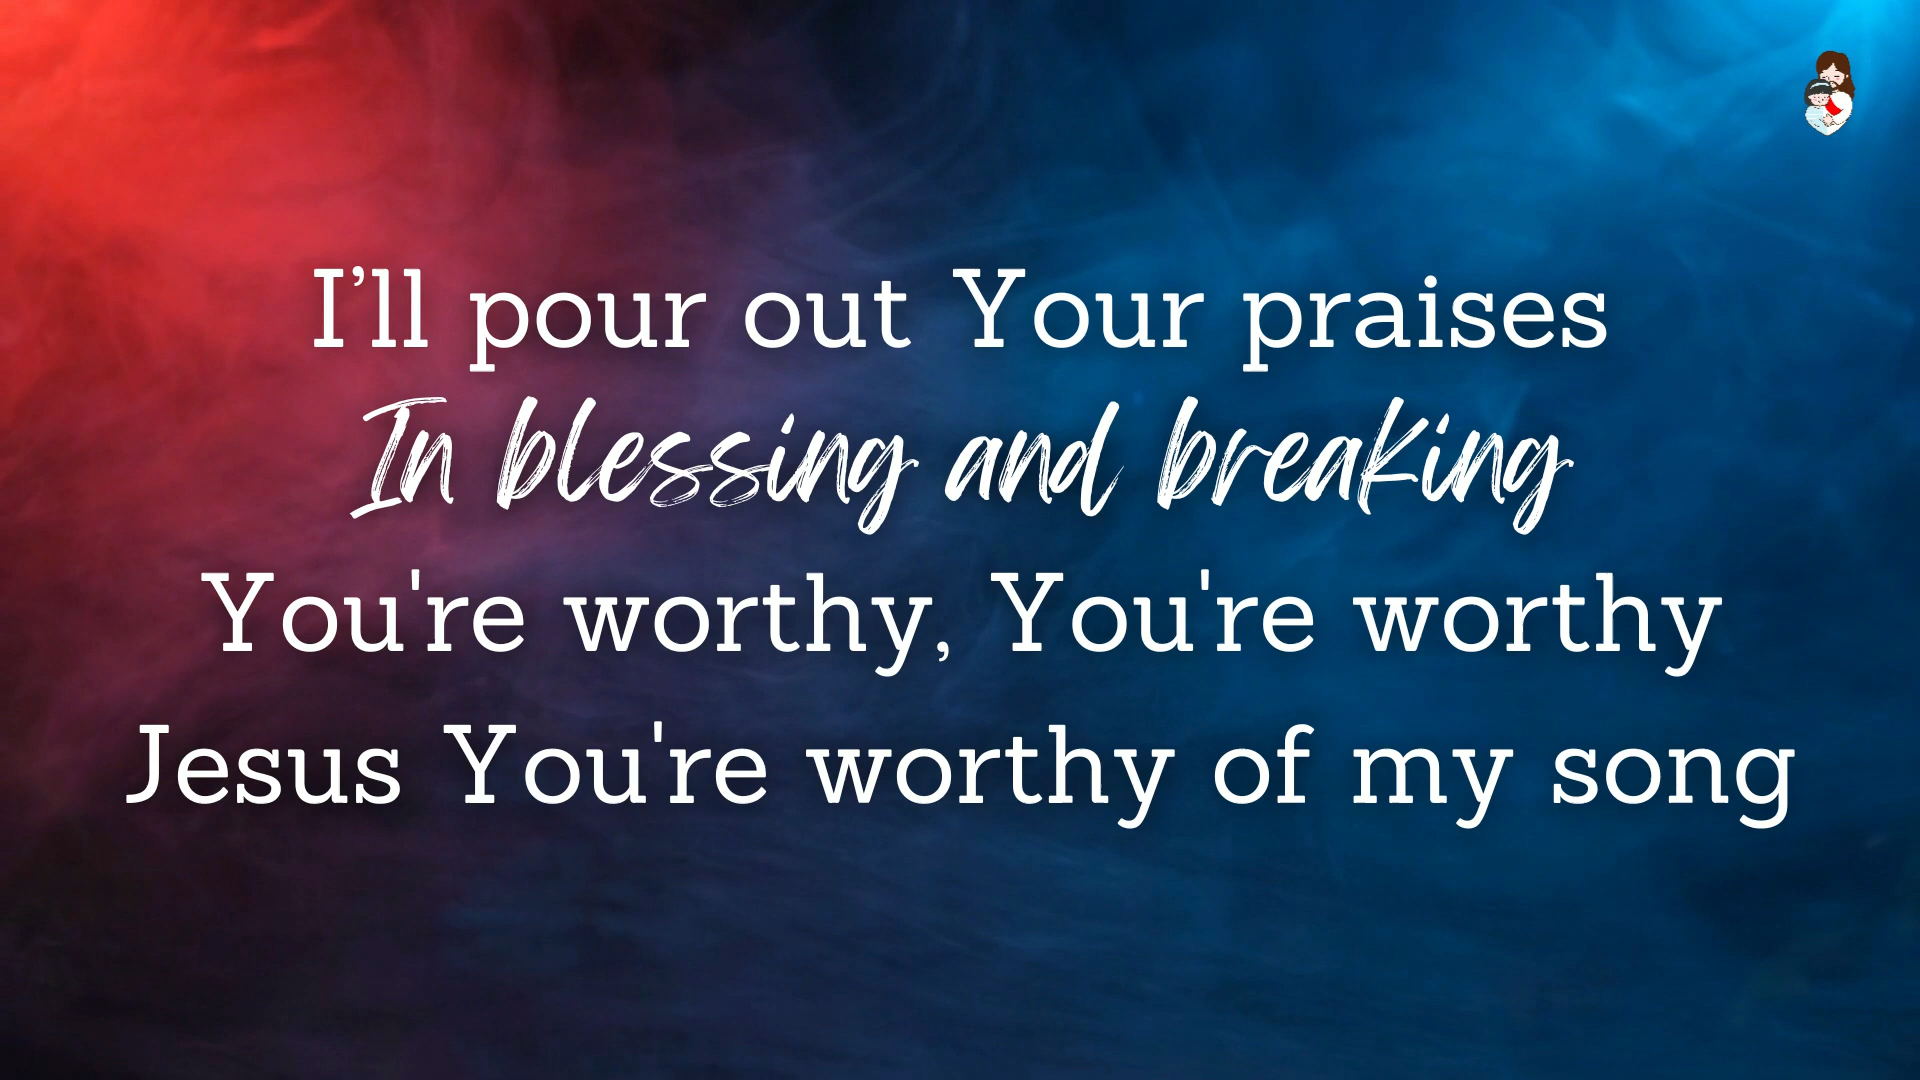 I’ll pour out Your praises
In blessing and breaking
You're worthy, You're worthy
Jesus You're worthy of my song